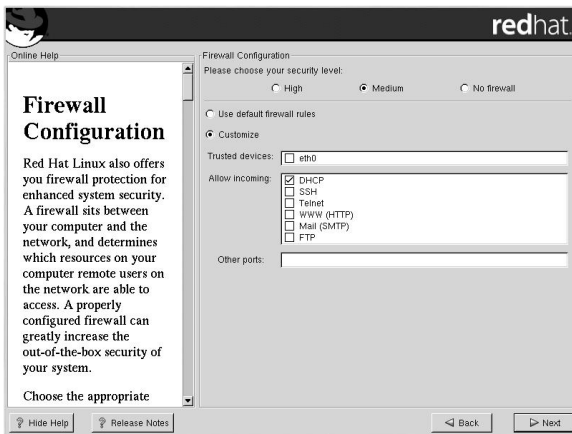 redhat.
Online Help
Firewall
Configuration
Red Hat Linux also offers
you firewall protection for
enhanced system security.
A firewall sits between
your computer and the
network, and determines
which resources on your
computer remote users on
the network are able to
access. A properly
configured firewall can
greatly increase the
out-of-the-box security of
your system.
Choose the appropriate
Firewall Configuration
Please choose your security level:
High Medium No firewall
Use default firewall rules
Customize
Trusted devices: eth0
Allow incoming: DHCP
SSH
Telnet
WWW (HTTP)
Mail (SMTP)
FTP
Other ports:
Hide Help Release Notes Back Next